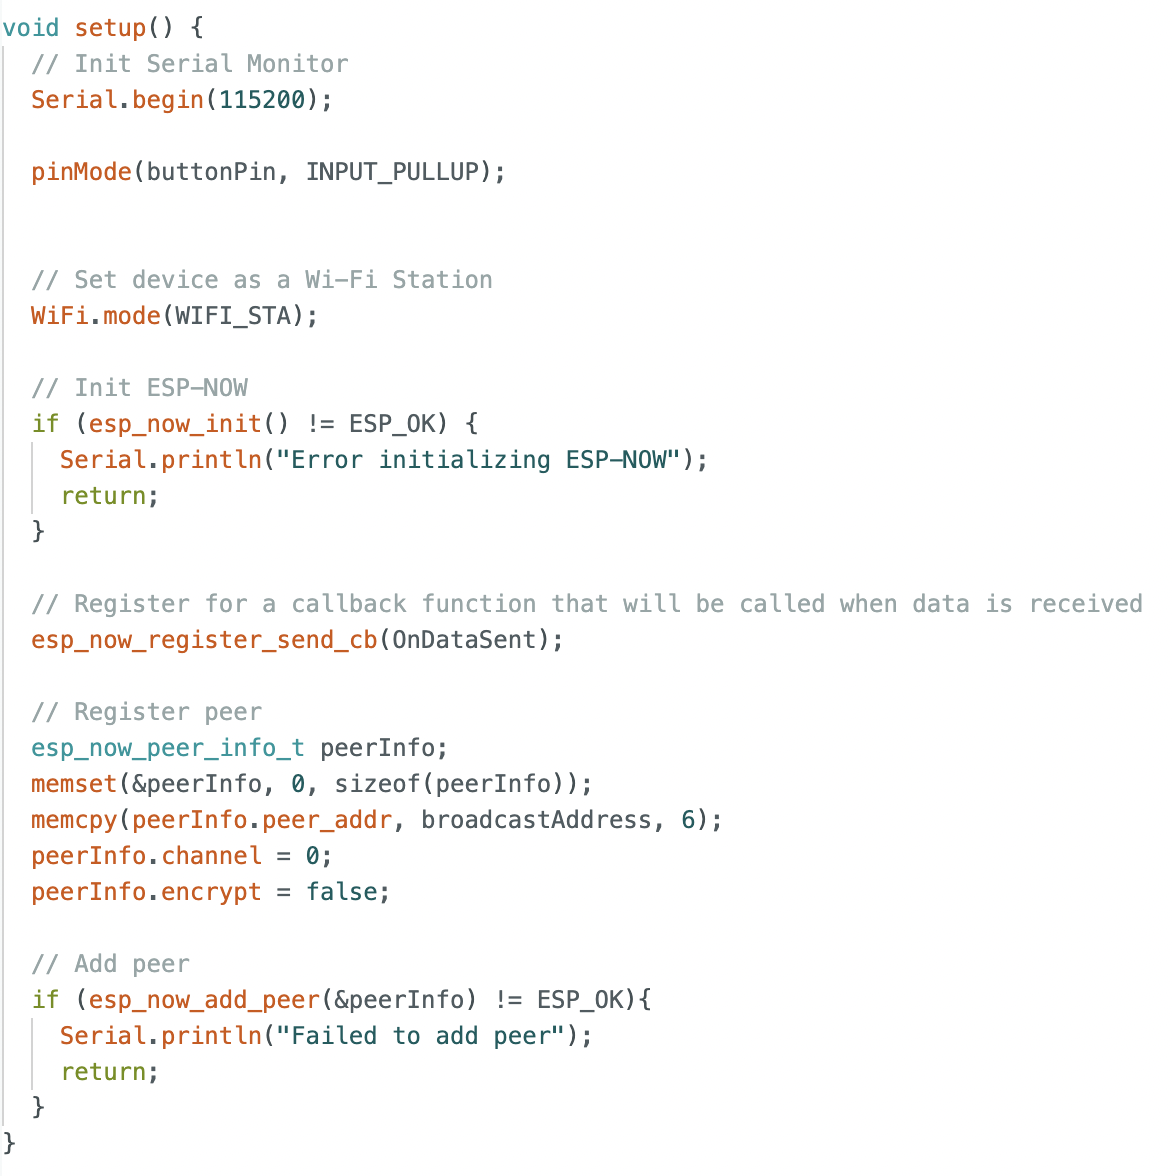 void setup() {
  // Init Serial Monitor
  Serial.begin(115200);

  pinMode(buttonPin, INPUT_PULLUP);


  // Set device as a Wi-Fi Station
  WiFi.mode(WIFI_STA);

  // Init ESP-NOW
  if (esp_now_init() != ESP_OK) {
    Serial.println("Error initializing ESP-NOW");
    return;
  }

  // Register for a callback function that will be called when data is received
  esp_now_register_send_cb(OnDataSent);

  // Register peer
  esp_now_peer_info_t peerInfo;
  memset(&peerInfo, 0, sizeof(peerInfo));
  memcpy(peerInfo.peer_addr, broadcastAddress, 6);
  peerInfo.channel = 0;
  peerInfo.encrypt = false;

  // Add peer
  if (esp_now_add_peer(&peerInfo) != ESP_OK){
    Serial.println("Failed to add peer");
    return;
  }
}